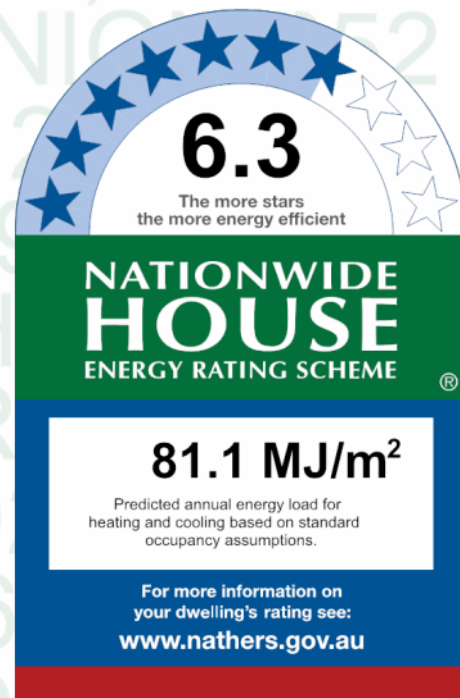 6.3
The more stars
the more energy efficient
NATIONWIDE
HOUSE
ENERGY RATING SCHEME
®
81.1 MJ/m²
Predicted annual energy load for
heating and cooling based on standard
occupancy assumptions.
For more information on
your dwelling's rating see:
www.nathers.gov.au